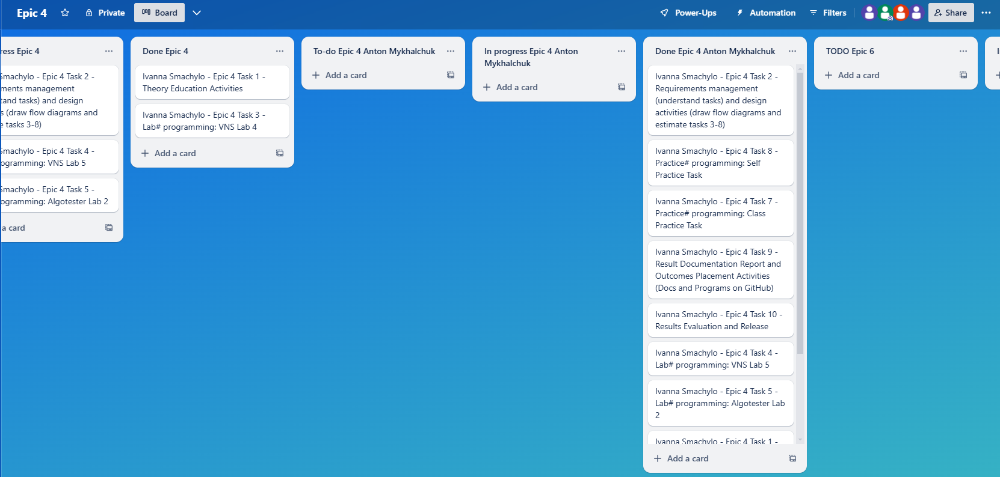 Epic 4
Private
Board
Power-Ups
Automation
Filters
Share
ress Epic 4
Smachylo - Epic 4 Task 2 -
ments management
tand tasks) and design
s (draw flow diagrams and
e tasks 3-8)
Smachylo - Epic 4 Task 4 -
ogramming: VNS Lab 5
Smachylo - Epic 4 Task 5 -
ogramming: Algotester Lab 2
a card
Done Epic 4
Ivanna Smachylo - Epic 4 Task 1 -
Theory Education Activities
Ivanna Smachylo - Epic 4 Task 3 -
Lab# programming: VNS Lab 4
Add a card
To-do Epic 4 Anton Mykhalchuk
Add a card
In progress Epic 4 Anton
Mykhalchuk
Add a card
Done Epic 4 Anton Mykhalchuk
Ivanna Smachylo - Epic 4 Task 2 -
Requirements management
(understand tasks) and design
activities (draw flow diagrams and
estimate tasks 3-8)
Ivanna Smachylo - Epic 4 Task 8 -
Practice# programming: Self
Practice Task
Ivanna Smachylo - Epic 4 Task 7 -
Practice# programming: Class
Practice Task
Ivanna Smachylo - Epic 4 Task 9 -
Result Documentation Report and
Outcomes Placement Activities
(Docs and Programs on GitHub)
Ivanna Smachylo - Epic 4 Task 10 -
Results Evaluation and Release
Ivanna Smachylo - Epic 4 Task 4 -
Lab# programming: VNS Lab 5
Ivanna Smachylo - Epic 4 Task 5 -
Lab# programming: Algotester Lab
2
Ivanna Smachylo - Epic 4 Task 1 -
Add a card
TODO Epic 6
Add a card